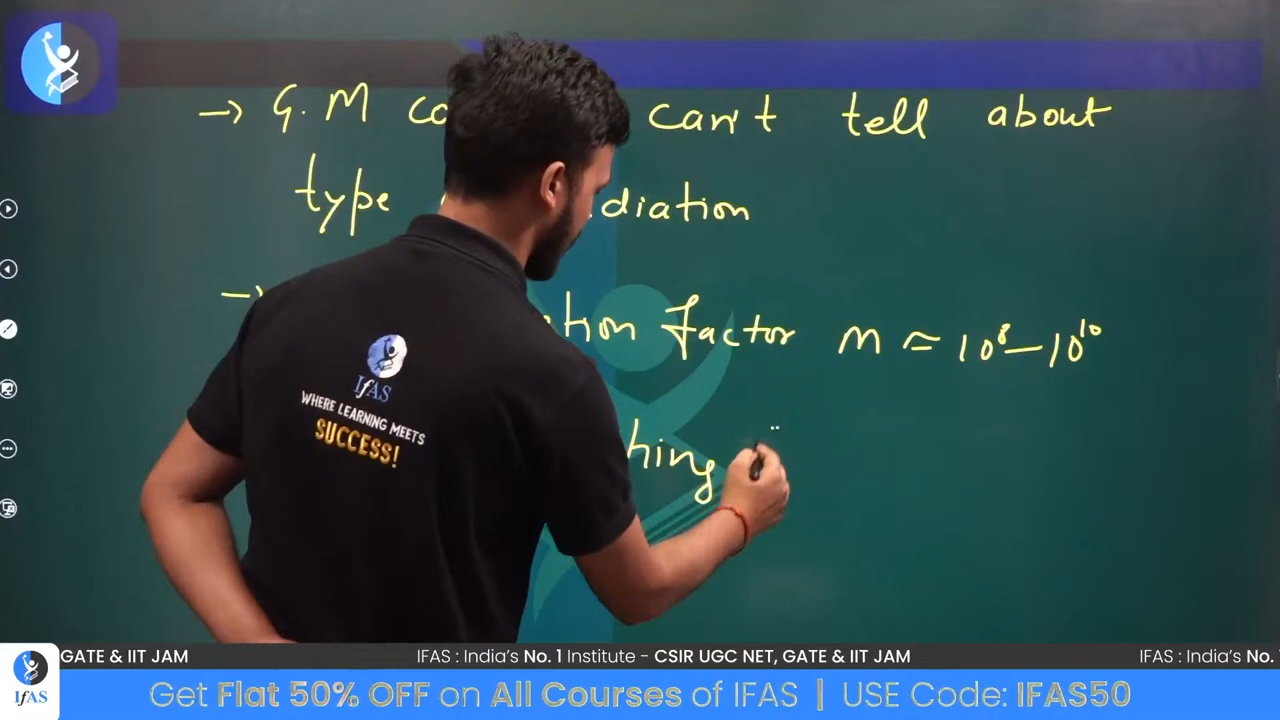 → G.M can't tell about
type diation
→ tion factor m ≈ 10⁸ – 10¹⁰
hing
IfAS
WHERE LEARNING MEETS
SUCCESS!
GATE & IIT JAM IFAS : India's No. 1 Institute - CSIR UGC NET, GATE & IIT JAM IFAS : India's No.
IfAS Get Flat 50% OFF on All Courses of IFAS | USE Code: IFAS50